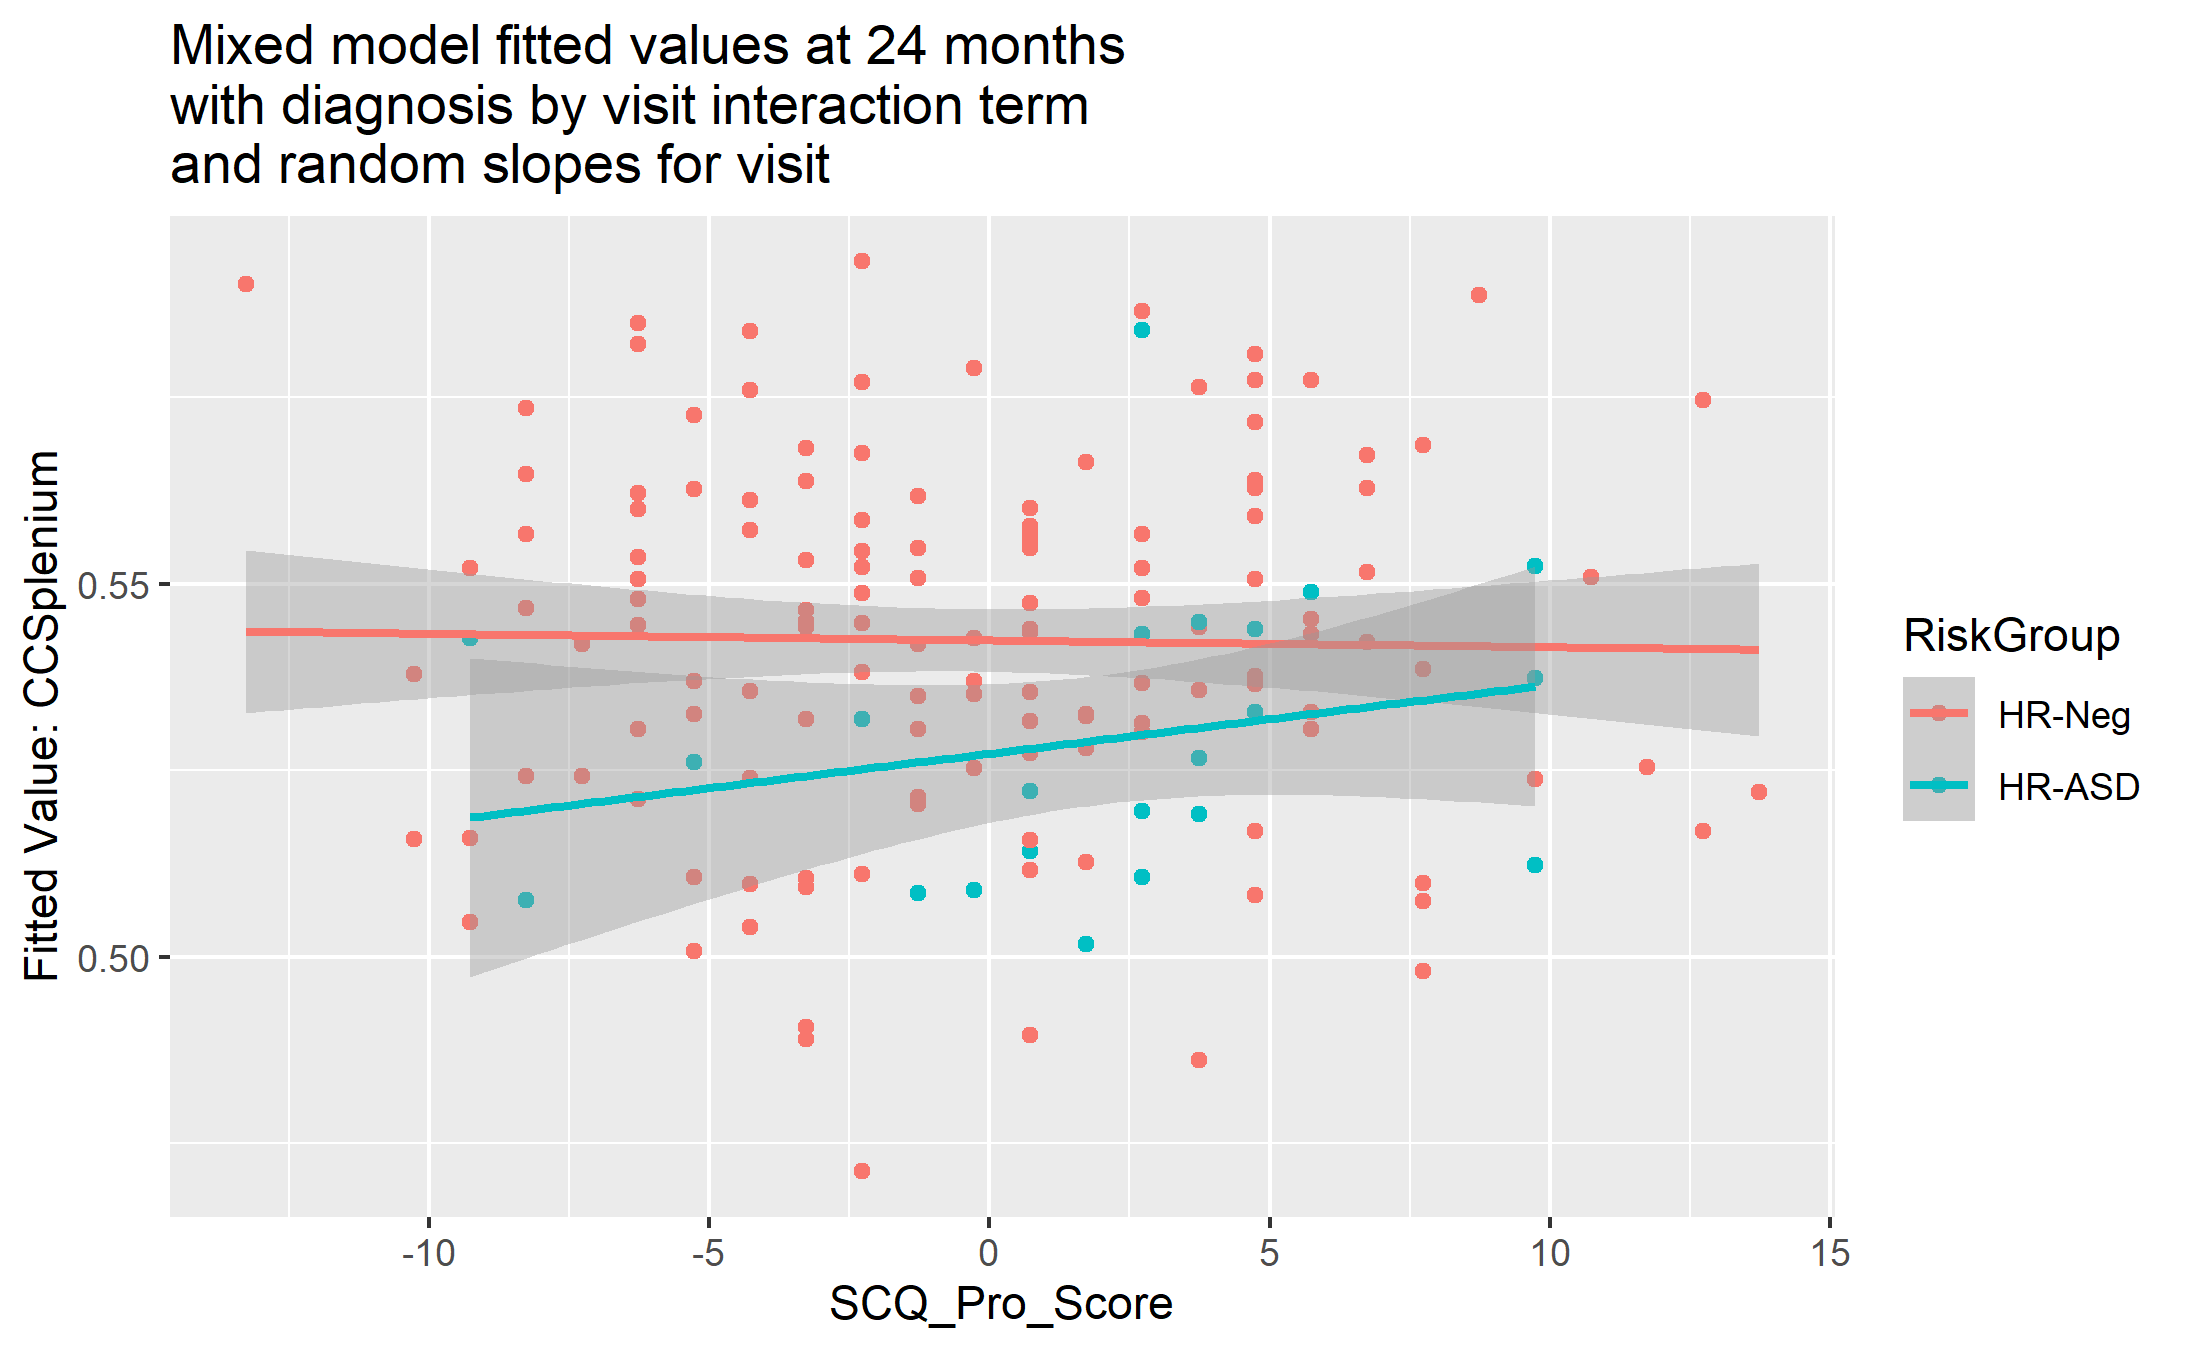 Mixed model fitted values at 24 months
with diagnosis by visit interaction term
and random slopes for visit
Fitted Value: CCSplenium
0.55
0.50
-10
-5
0
5
10
15
SCQ_Pro_Score
RiskGroup
HR-Neg
HR-ASD